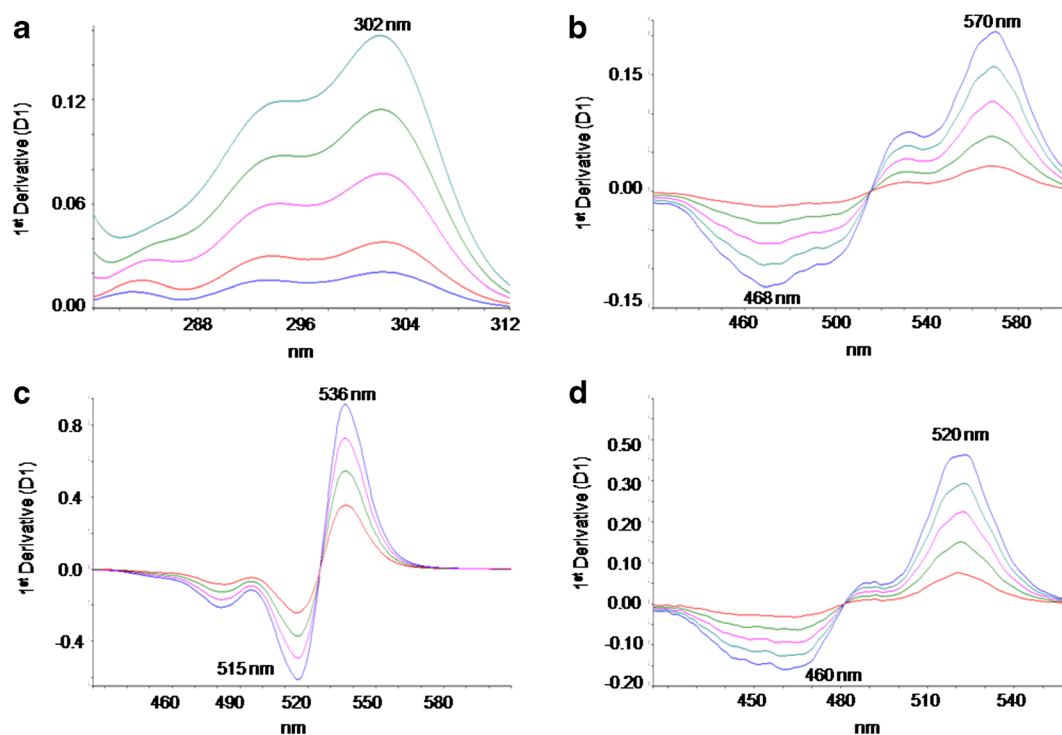 a
302 nm
1st Derivative (D1)
0.12
0.06
0.00
288
296
304
312
nm
b
570 nm
1st Derivative (D1)
0.15
0.00
-0.15
468 nm
460
500
540
580
nm
c
536 nm
1st Derivative (D1)
0.8
0.4
0.0
-0.4
515 nm
460
490
520
550
580
nm
d
520 nm
1st Derivative (D1)
0.50
0.30
0.20
0.10
0.00
-0.10
-0.20
460 nm
450
480
510
540
nm